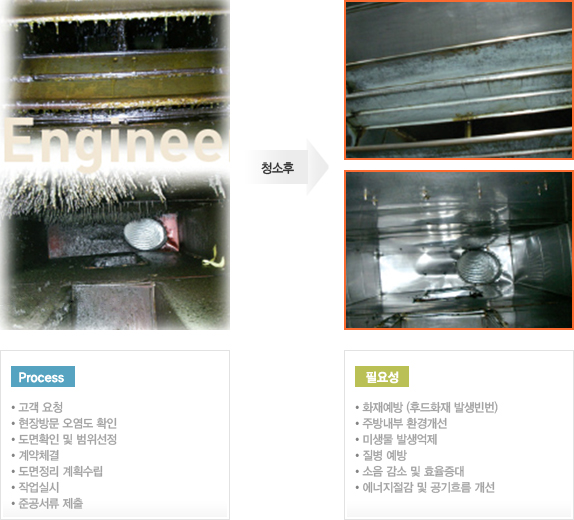 Enginee
청소후
Process
• 고객 요청
• 현장방문 오염도 확인
• 도면확인 및 범위선정
• 계약체결
• 도면정리 계획수립
• 작업실시
• 준공서류 제출
필요성
• 화재예방 (후드화재 발생빈번)
• 주방내부 환경개선
• 미생물 발생억제
• 질병 예방
• 소음 감소 및 효율증대
• 에너지절감 및 공기흐름 개선